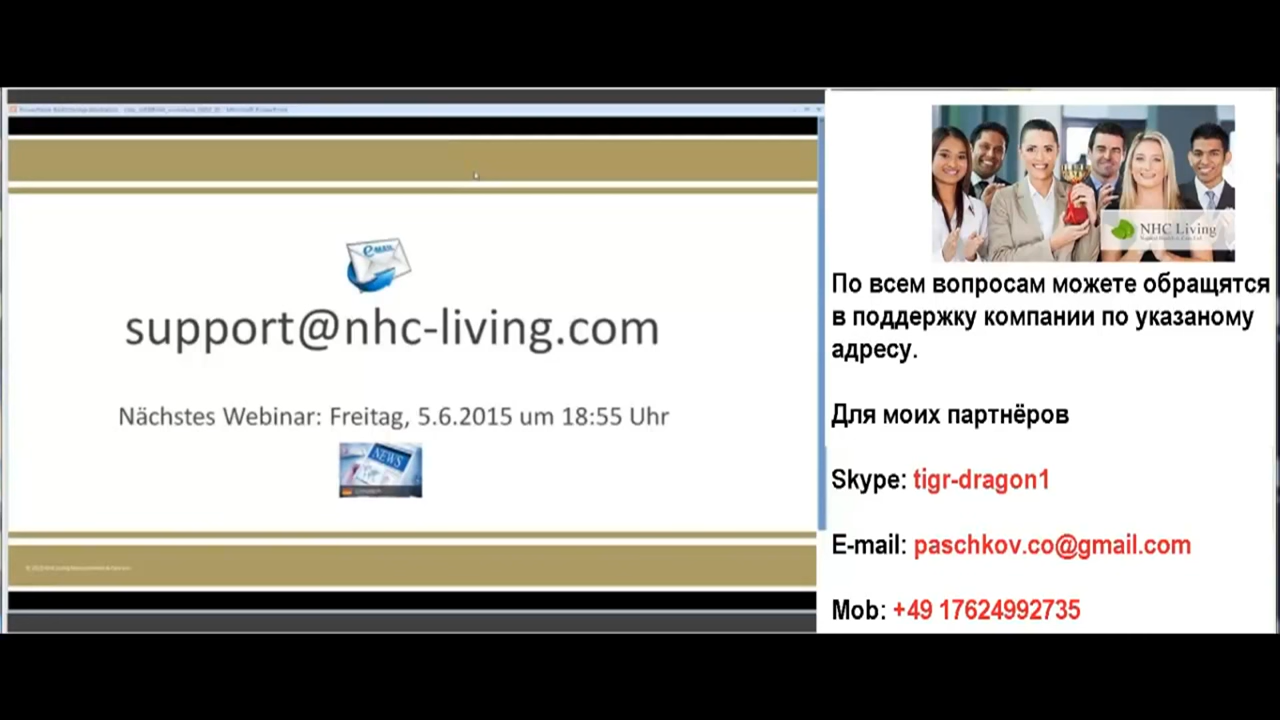 e-MAIL
support@nhc-living.com
Nächstes Webinar: Freitag, 5.6.2015 um 18:55 Uhr
NEWS
NHC Living
По всем вопросам можете обращятся
в поддержку компании по указаному
адресу.
Для моих партнёров
Skype: tigr-dragon1
E-mail: paschkov.co@gmail.com
Mob: +49 17624992735